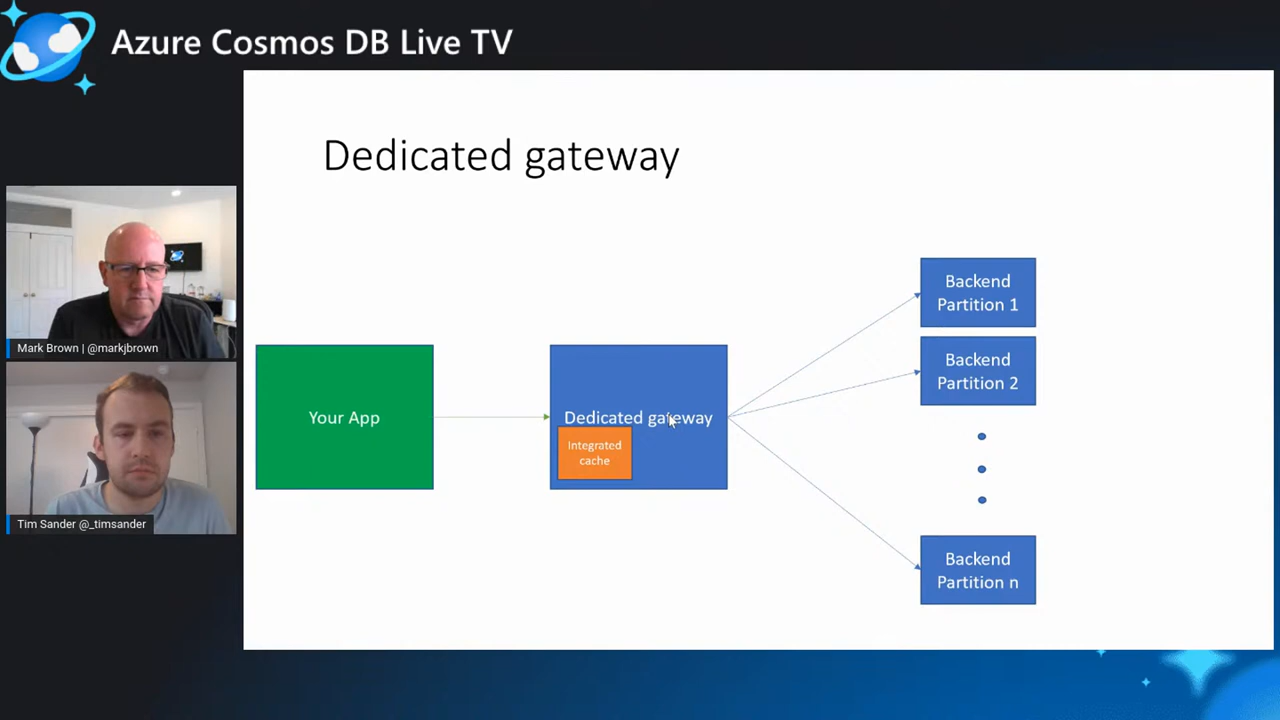 Azure Cosmos DB Live TV
Dedicated gateway
Mark Brown | @markjbrown
Tim Sander @_timsander
Your App
Dedicated gateway
Integrated
cache
Backend
Partition 1
Backend
Partition 2
Backend
Partition n